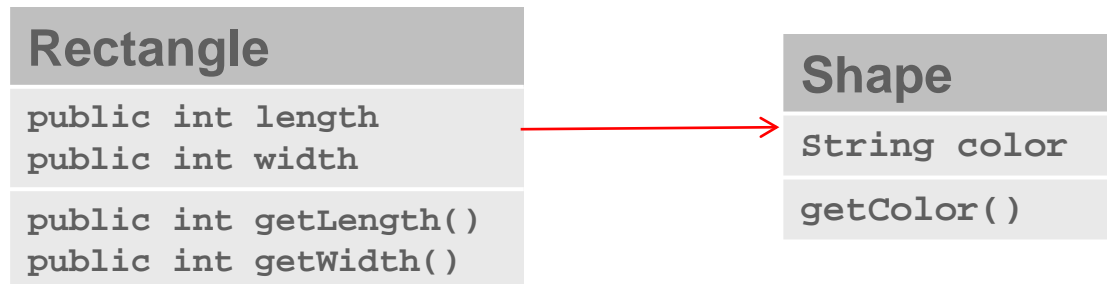 Rectangle
public int length
public int width
public int getLength()
public int getWidth()
Shape
String color
getColor()